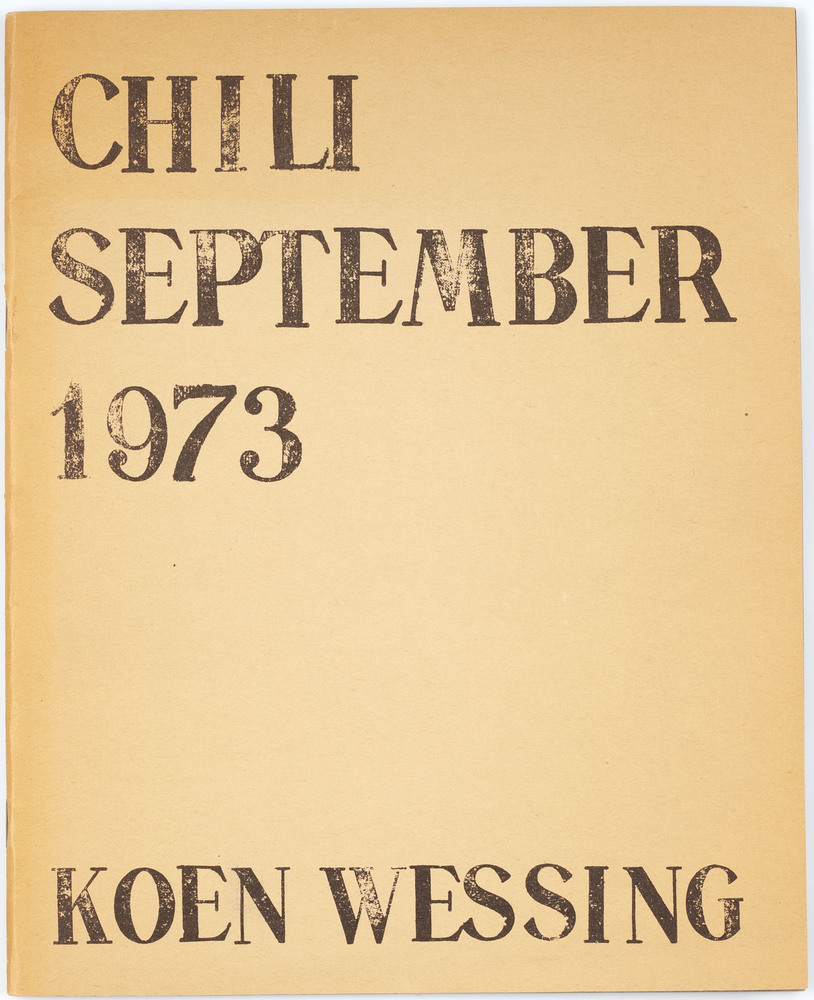 CHILI
SEPTEMBER
1973
KOEN WESSING